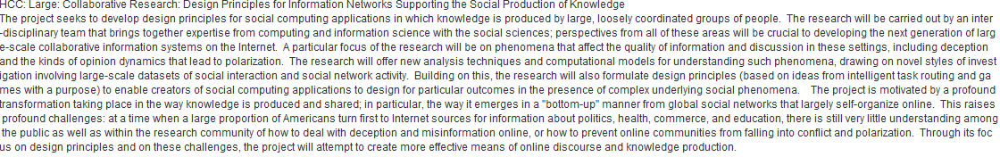 HCC: Large: Collaborative Research: Design Principles for Information Networks Supporting the Social Production of Knowledge
The project seeks to develop design principles for social computing applications in which knowledge is produced by large, loosely coordinated groups of people.  The research will be carried out by an inter
-disciplinary team that brings together expertise from computing and information science with the social sciences; perspectives from all of these areas will be crucial to developing the next generation of larg
e-scale collaborative information systems on the Internet.  A particular focus of the research will be on phenomena that affect the quality of information and discussion in these settings, including deception
and the kinds of opinion dynamics that lead to polarization.  The research will offer new analysis techniques and computational models for understanding such phenomena, drawing on novel styles of invest
igation involving large-scale datasets of social interaction and social network activity.  Building on this, the research will also formulate design principles (based on ideas from intelligent task routing and ga
mes with a purpose) to enable creators of social computing applications to design for particular outcomes in the presence of complex underlying social phenomena.    The project is motivated by a profound
transformation taking place in the way knowledge is produced and shared; in particular, the way it emerges in a "bottom-up" manner from global social networks that largely self-organize online.  This raises
profound challenges: at a time when a large proportion of Americans turn first to Internet sources for information about politics, health, commerce, and education, there is still very little understanding among
the public as well as within the research community of how to deal with deception and misinformation online, or how to prevent online communities from falling into conflict and polarization.  Through its foc
us on design principles and on these challenges, the project will attempt to create more effective means of online discourse and knowledge production.